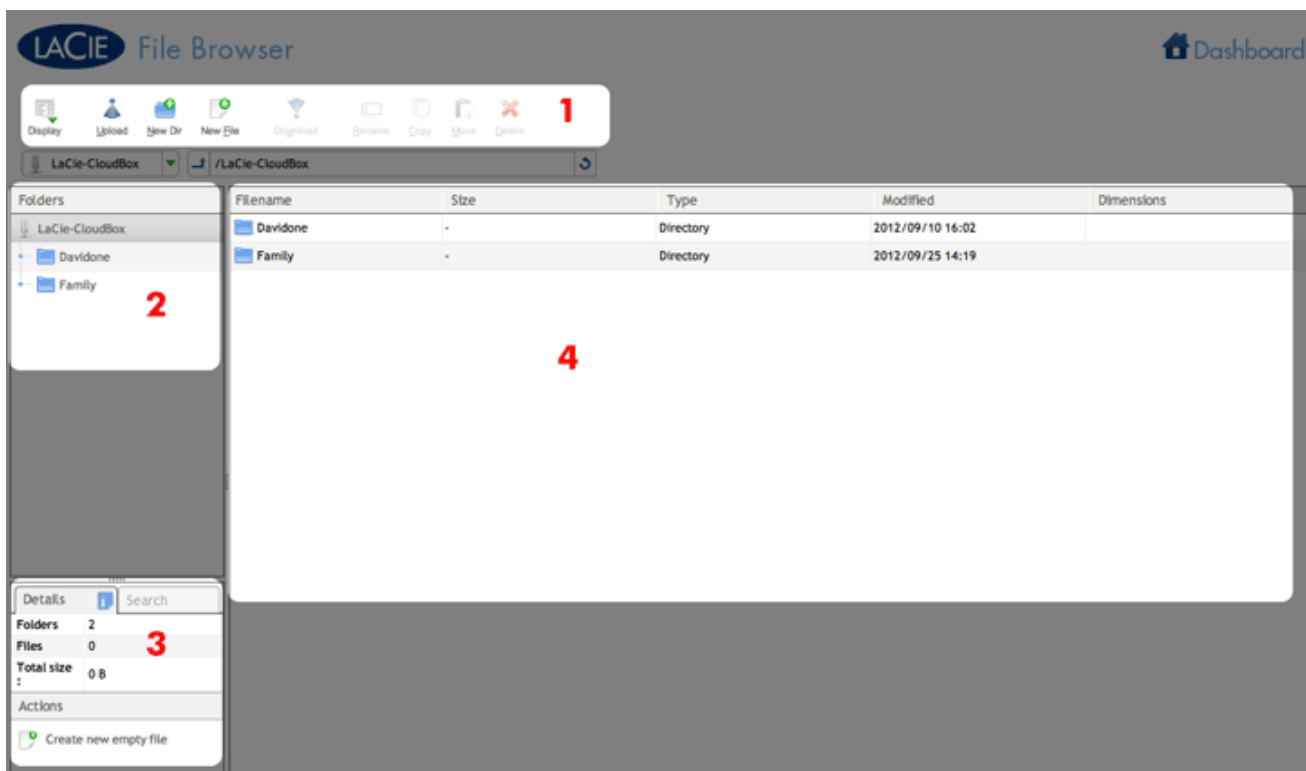 LACIE File Browser
Dashboard
Display Upload New Dir New File Download Rename Copy Move Delete
1
LaCie-CloudBox /LaCie-CloudBox
Folders
LaCie-CloudBox
Davidone
Family
2
Filename Size Type Modified Dimensions
Davidone - Directory 2012/09/10 16:02
Family - Directory 2012/09/25 14:19
4
Details Search
Folders 2
Files 0
Total size : 0 B
3
Actions
Create new empty file